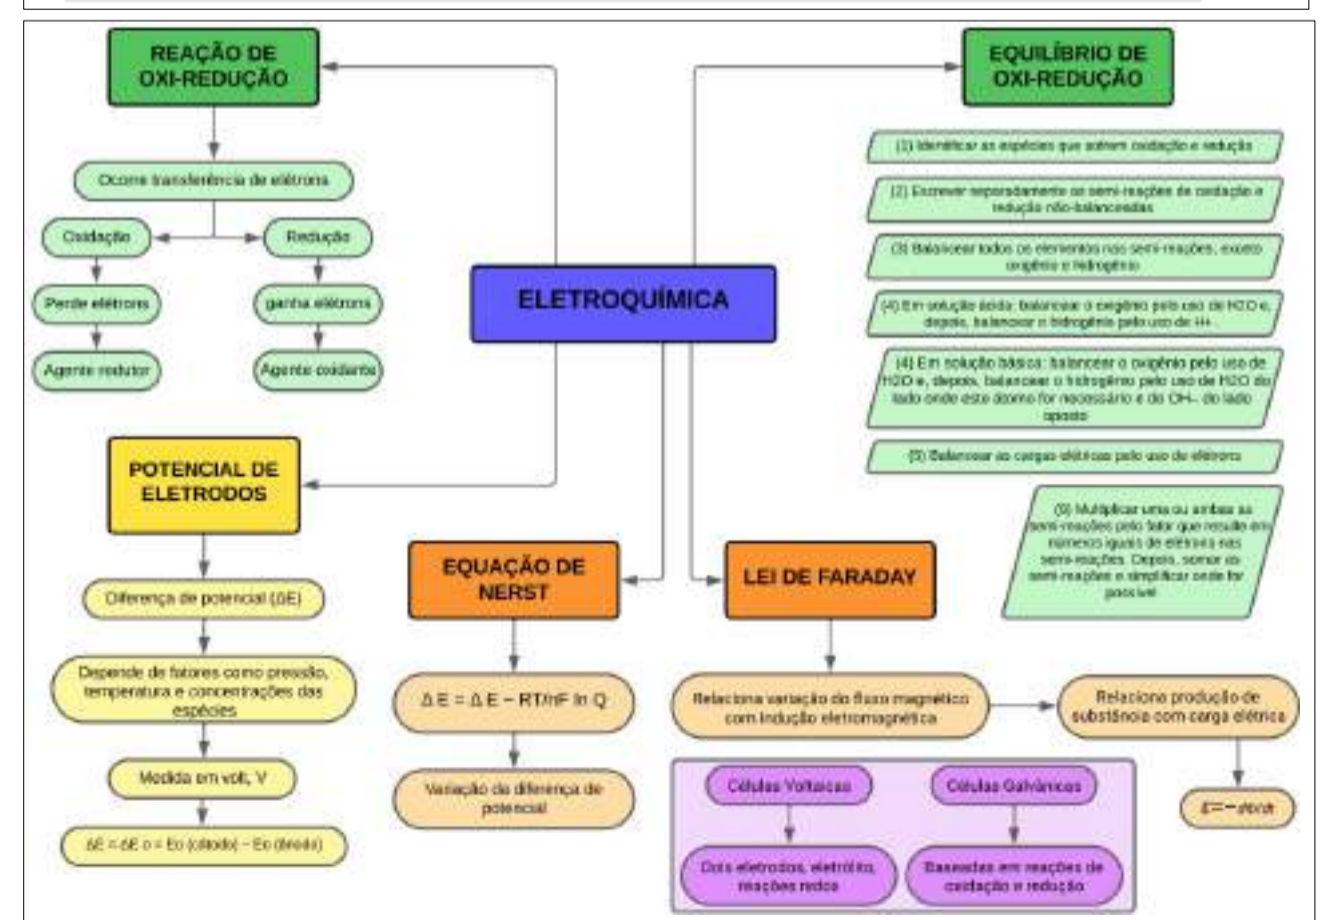 REAÇÃO DE
OXI-REDUÇÃO
Ocorre transferência de elétrons
Oxidação
Redução
Perde elétrons
ganha elétrons
Agente redutor
Agente oxidante
EQUILÍBRIO DE
OXI-REDUÇÃO
(1) Identificar as espécies que sofrem oxidação e redução
(2) Escrever separadamente as semi-reações de oxidação e
redução não-balanceadas
(3) Balancear todos os elementos nas semi-reações, exceto
oxigênio e hidrogênio
(4) Em solução ácida: balancear o oxigênio pelo uso de H2O e,
depois, balancear o hidrogênio pelo uso de H+.
(4) Em solução básica: balancear o oxigênio pelo uso de
H2O e, depois, balancear o hidrogênio pelo uso de H2O do
lado onde este átomo for necessário e do OH-. do lado
oposto
(5) Balancear as cargas elétricas pelo uso de elétrons
Multiplicar uma ou ambas as
semi-reações pelo fator que resulte em
números iguais de elétrons nas
semi-reações. Depois, somar as
semi-reações e simplificar onde for
possível
ELETROQUÍMICA
POTENCIAL DE
ELETRODOS
Diferença de potencial (ΔE)
Depende de fatores como pressão,
temperatura e concentrações das
espécies
Medida em volt, V
ΔE = ΔE o = Eo (cátodo) – Eo (ânodo)
EQUAÇÃO DE
NERST
Δ E = Δ E – RT/nF ln Q
Variação da diferença de
potencial
LEI DE FARADAY
Relaciona variação do fluxo magnético
com indução eletromagnética
Relaciona produção de
substância com carga elétrica
Células Voltaicas
Dois eletrodos, eletrólito,
reações redox
Células Galvânicas
Baseadas em reações de
oxidação e redução